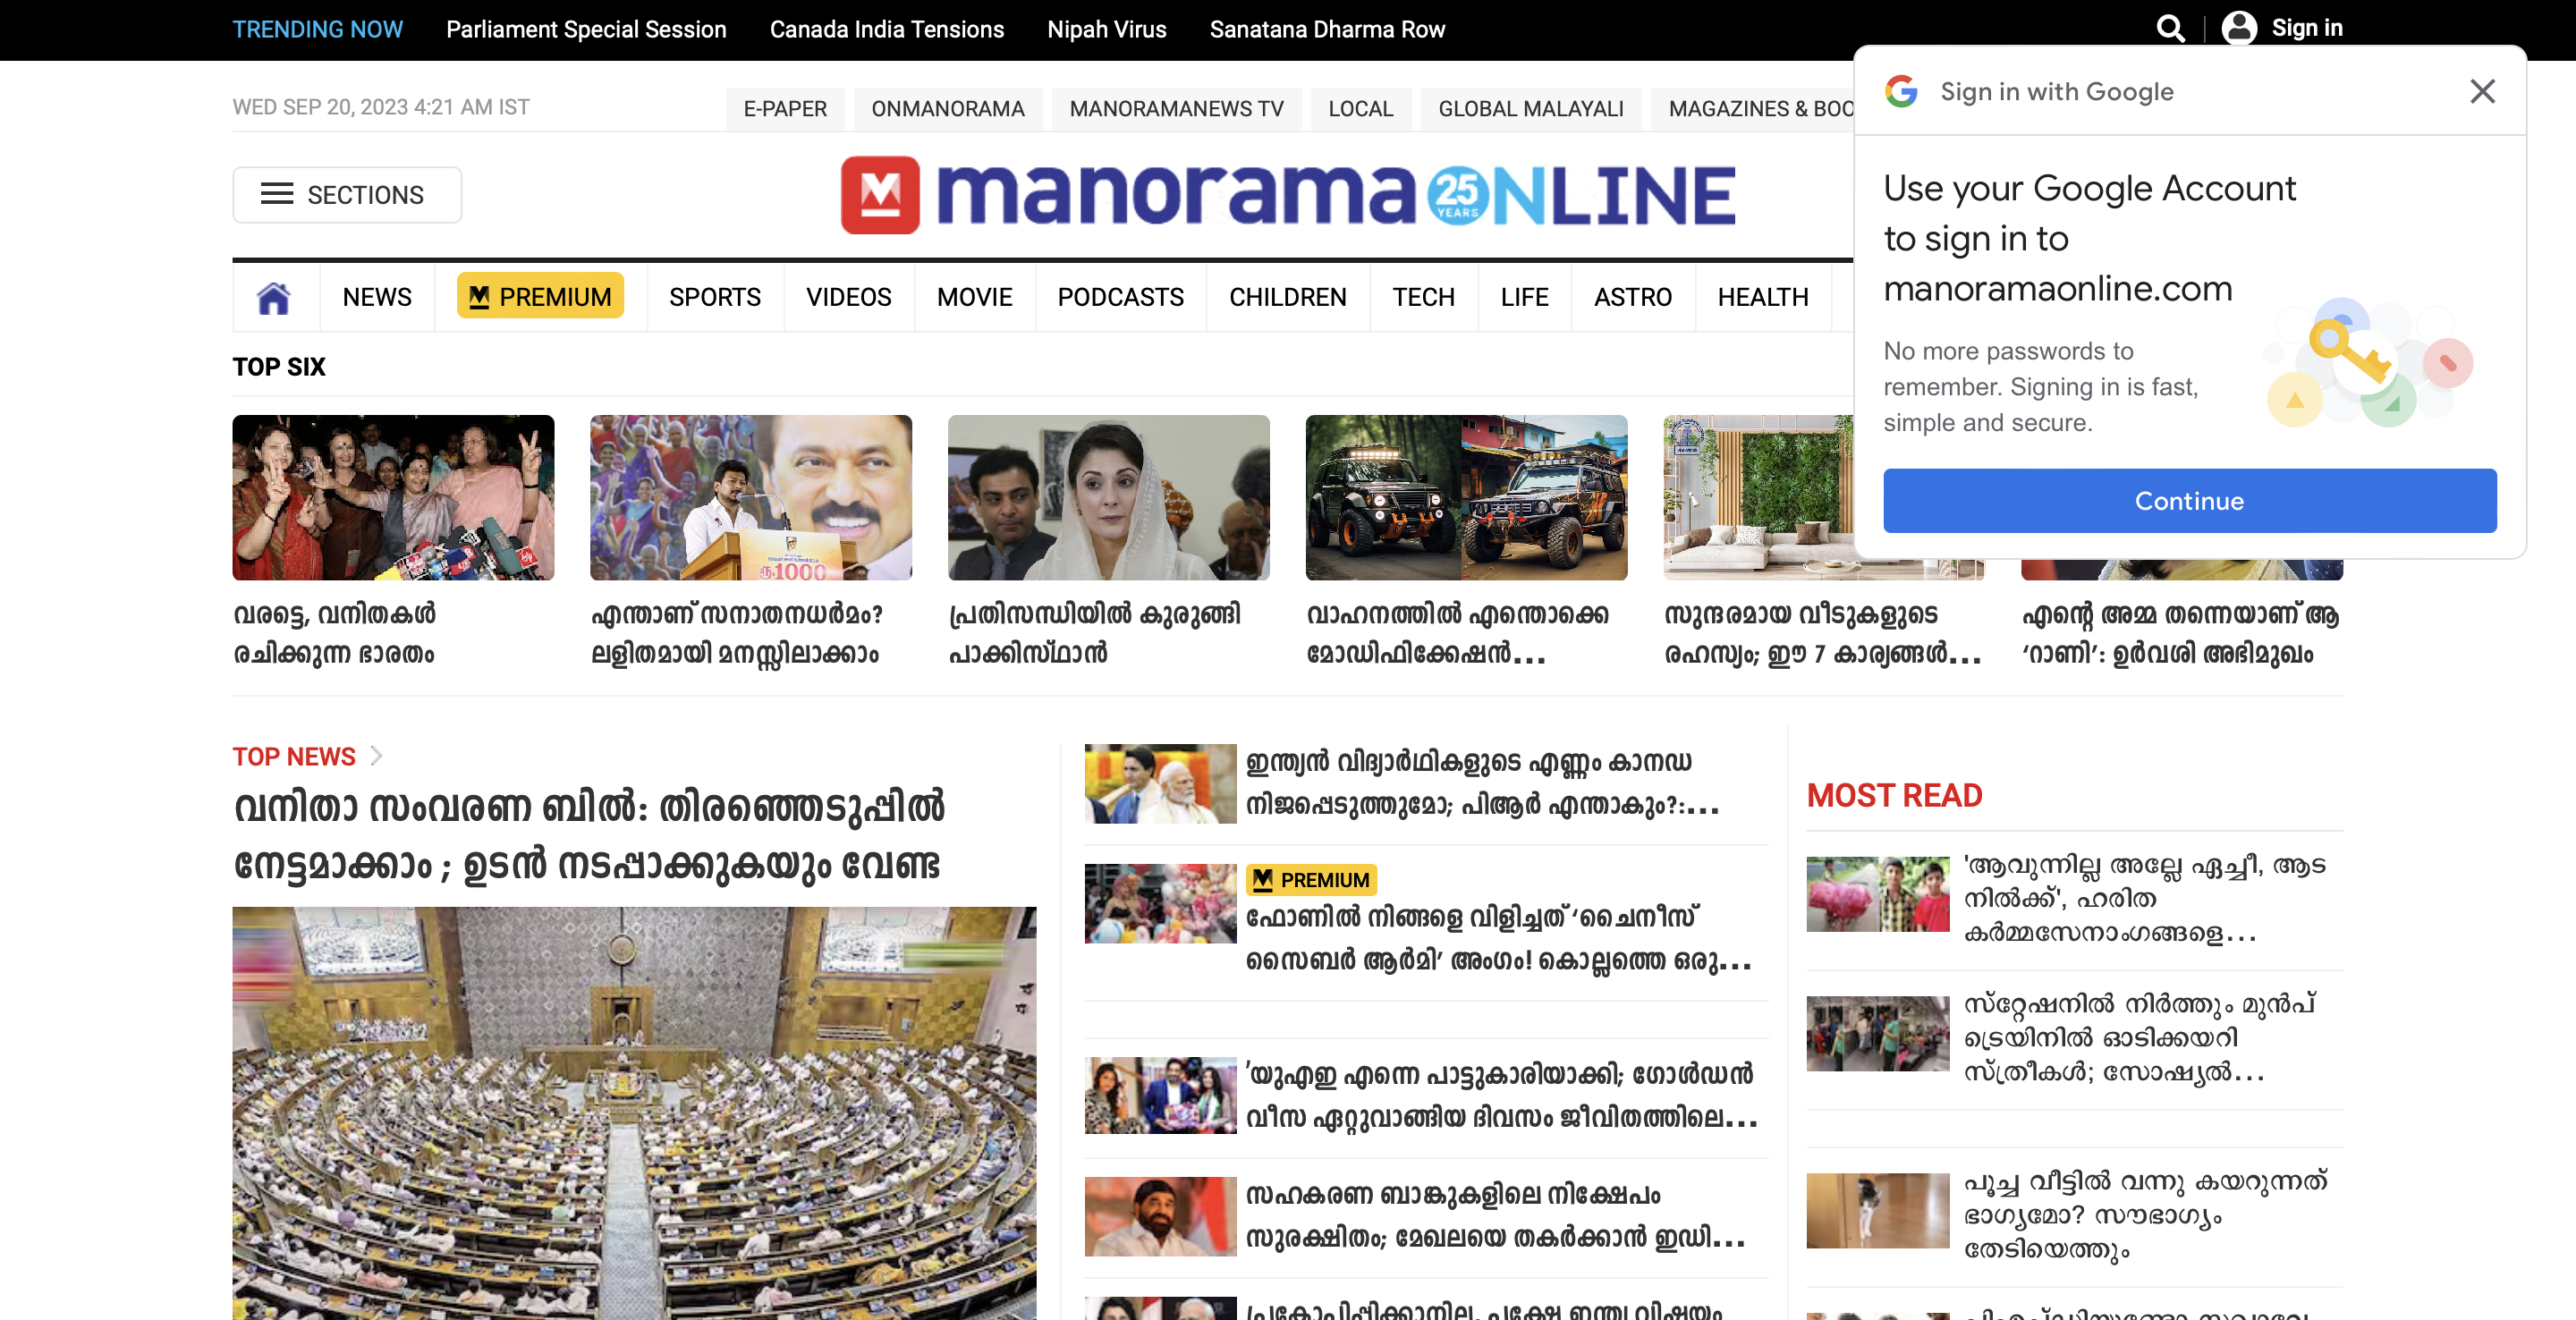 TRENDING NOW Parliament Special Session Canada India Tensions Nipah Virus Sanatana Dharma Row Sign in
WED SEP 20, 2023 4:21 AM IST E-PAPER ONMANORAMA MANORAMANEWS TV LOCAL GLOBAL MALAYALI MAGAZINES & BOO
Sign in with Google
Use your Google Account
to sign in to
manoramaonline.com
No more passwords to
remember. Signing in is fast,
simple and secure.
Continue
SECTIONS
manorama ONLINE
25
YEARS
NEWS PREMIUM SPORTS VIDEOS MOVIE PODCASTS CHILDREN TECH LIFE ASTRO HEALTH
TOP SIX
രൂ.1000
വരട്ടെ, വനിതകൾ
രചിക്കുന്ന ഭാരതം
എന്താണ് സനാതനധർമം?
ലളിതമായി മനസ്സിലാക്കാം
പ്രതിസന്ധിയിൽ കുരുങ്ങി
പാക്കിസ്ഥാൻ
വാഹനത്തിൽ എന്തൊക്കെ
മോഡിഫിക്കേഷൻ...
സുന്ദരമായ വീടുകളുടെ
രഹസ്യം; ഈ 7 കാര്യങ്ങൾ...
എന്റെ അമ്മ തന്നെയാണ് ആ
‘റാണി’: ഉർവശി അഭിമുഖം
TOP NEWS
വനിതാ സംവരണ ബിൽ: തിരഞ്ഞെടുപ്പിൽ
നേട്ടമാക്കാം ; ഉടൻ നടപ്പാക്കുകയും വേണ്ട
ഇന്ത്യൻ വിദ്യാർഥികളുടെ എണ്ണം കാനഡ
നിജപ്പെടുത്തുമോ; പിആർ എന്താകും?:...
PREMIUM
ഫോണിൽ നിങ്ങളെ വിളിച്ചത് ‘ചൈനീസ്
സൈബർ ആർമി’ അംഗം! കൊല്ലത്തെ ഒരു...
'യുഎഇ എന്നെ പാട്ടുകാരിയാക്കി; ഗോൾഡൻ
വീസ ഏറ്റുവാങ്ങിയ ദിവസം ജീവിതത്തിലെ...
സഹകരണ ബാങ്കുകളിലെ നിക്ഷേപം
സുരക്ഷിതം; മേഖലയെ തകർക്കാൻ ഇഡി...
പ്രകോപിപ്പിക്കാനില്ല, പക്ഷേ ഇന്ത്യ വിഷയം
MOST READ
'ആവുന്നില്ല അല്ലേ ഏച്ചീ, ആട
നിൽക്ക്', ഹരിത
കർമ്മസേനാംഗങ്ങളെ...
സ്റ്റേഷനിൽ നിർത്തും മുൻപ്
ട്രെയിനിൽ ഓടിക്കയറി
സ്ത്രീകൾ; സോഷ്യൽ...
പൂച്ച വീട്ടിൽ വന്നു കയറുന്നത്
ഭാഗ്യമോ? സൗഭാഗ്യം
തേടിയെത്തും